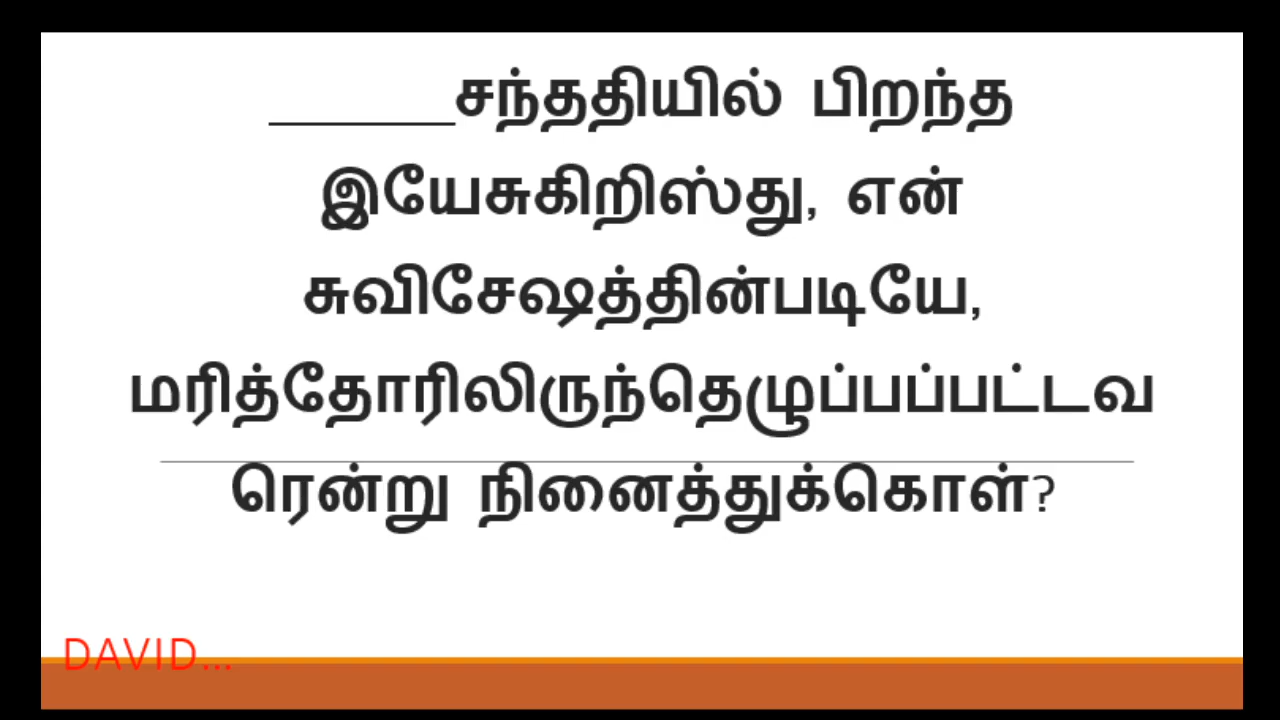 ______சந்ததியில் பிறந்த
இயேசுகிறிஸ்து, என்
சுவிசேஷத்தின்படியே,
மரித்தோரிலிருந்தெழுப்பப்பட்டவ
ரென்று நினைத்துக்கொள்?
DAVID...